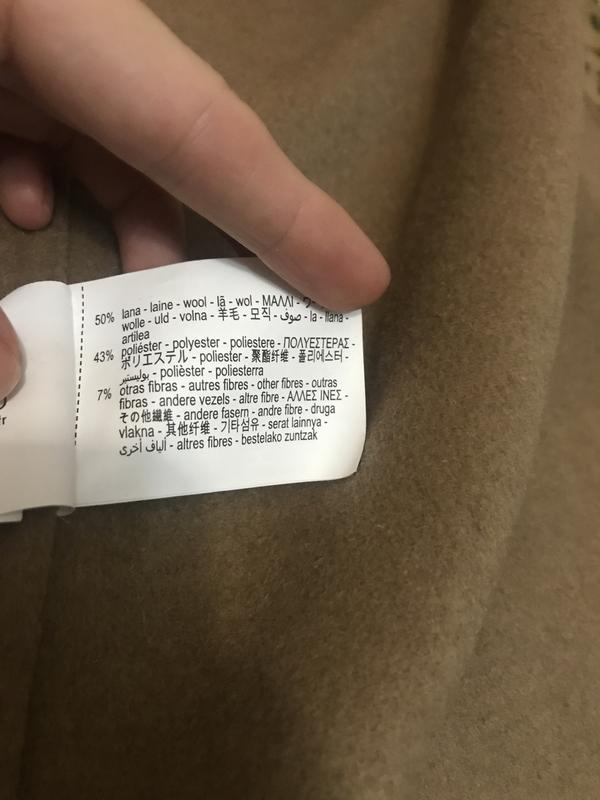 50% lana - laine - wool - lã - wol - ΜΑΛΛΙ -
wolle - uld - volna - 羊毛 - 모직 - صوف - la - llana -
artilea
43% poliéster - polyester - poliestere - ΠΟΛΥΕΣΤΕΡΑΣ -
ポリエステル - poliester - 聚酯纤维 - 폴리에스터 -
بوليستير - polièster - poliesterra
7% otras fibras - autres fibres - other fibres - outras
fibras - andere vezels - altre fibre - ΑΛΛΕΣ ΙΝΕΣ -
その他繊維 - andere fasern - andre fibre - druga
vlakna - 其他纤维 - 기타섬유 - serat lainnya -
ألياف أخرى - altres fibres - bestelako zuntzak